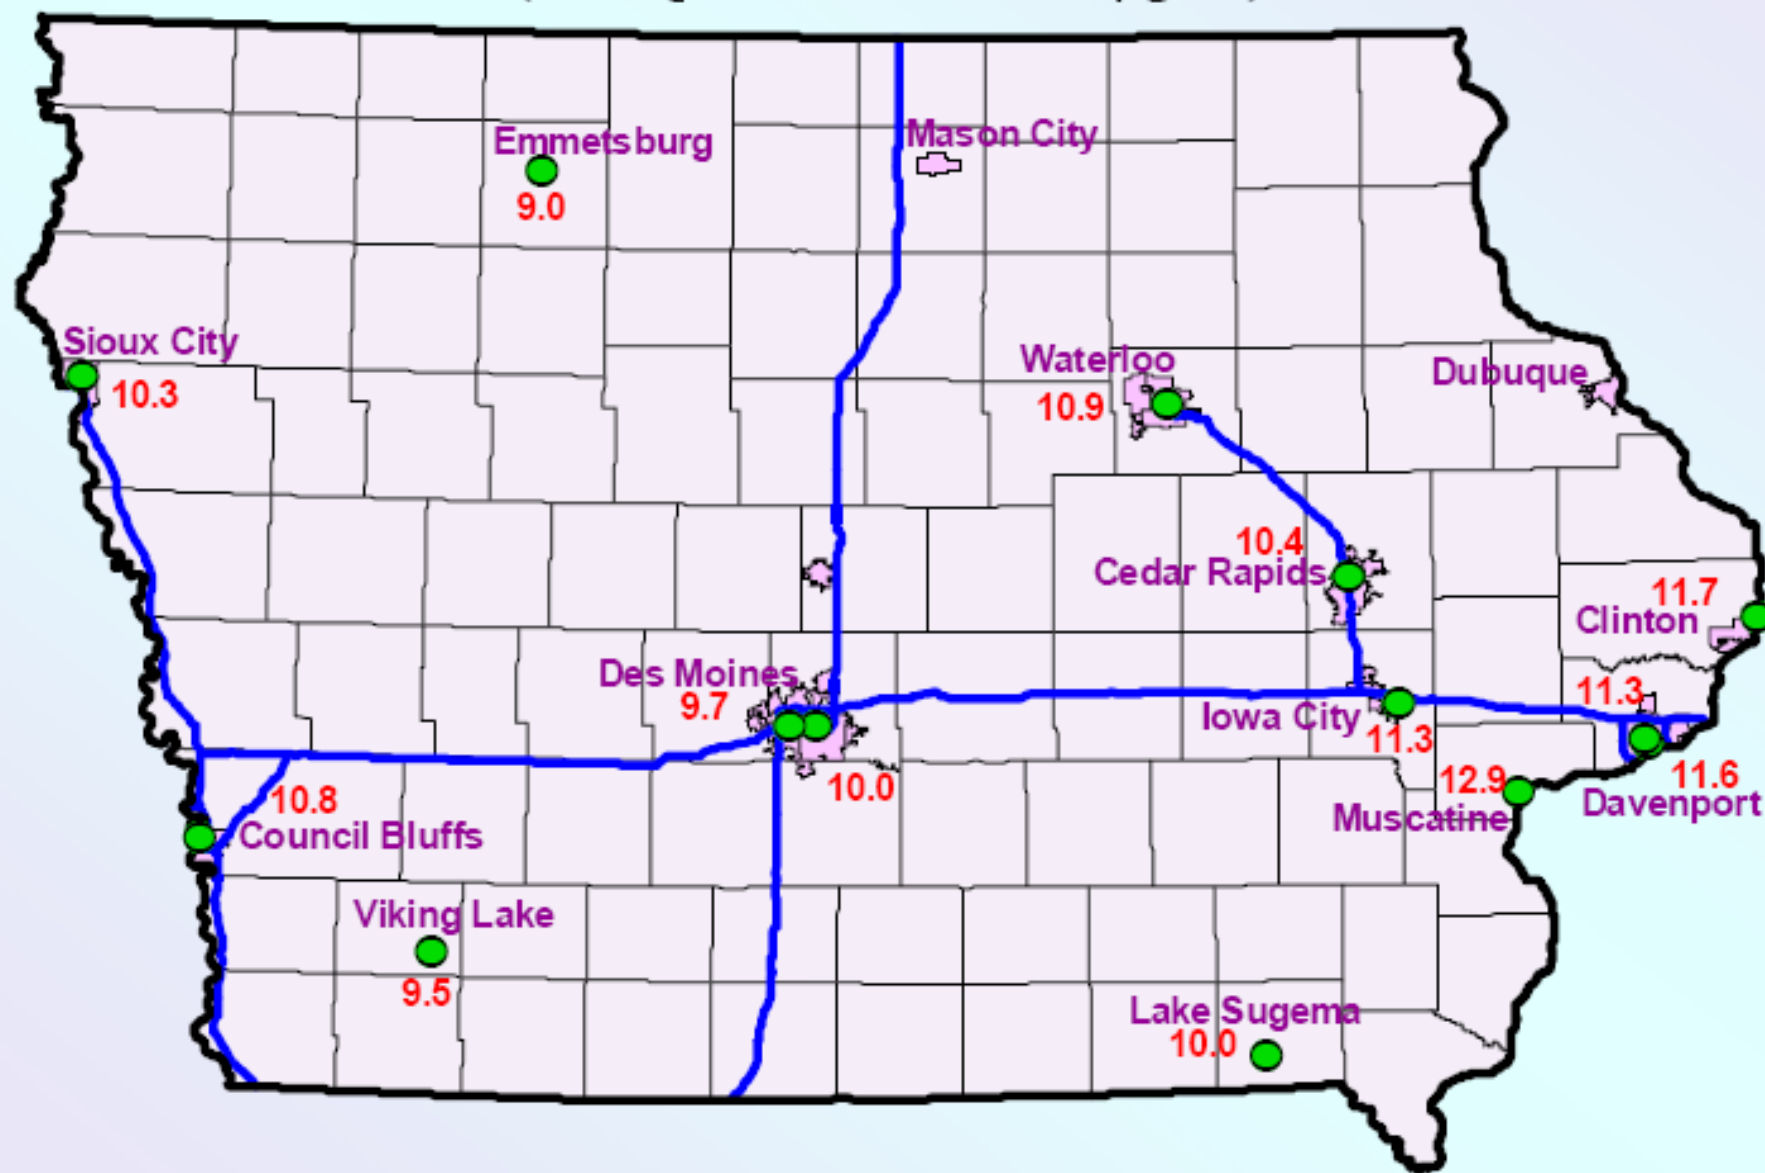 Emmetsburg
9.0
Mason City
Sioux City
10.3
Waterloo
10.9
Dubuque
10.4
Cedar Rapids
11.7
Clinton
Des Moines
9.7
10.0
Iowa City
11.3
11.3
12.9
Muscatine
11.6
Davenport
10.8
Council Bluffs
Viking Lake
9.5
Lake Sugema
10.0